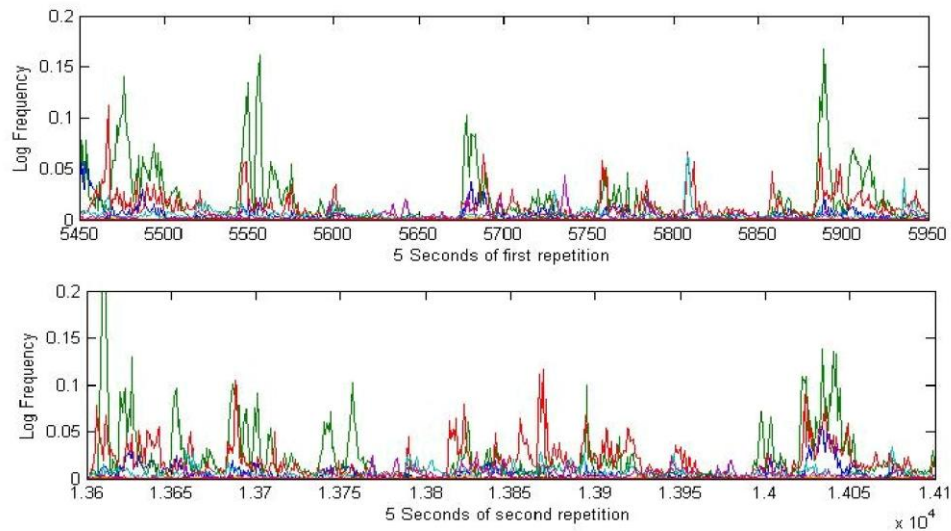 0.2
0.15
0.1
0.05
0
Log Frequency
5450 5500 5550 5600 5650 5700 5750 5800 5850 5900 5950
5 Seconds of first repetition
0.2
0.15
0.1
0.05
0
Log Frequency
1.36 1.365 1.37 1.375 1.38 1.385 1.39 1.395 1.4 1.405 1.41
5 Seconds of second repetition
x 10^4